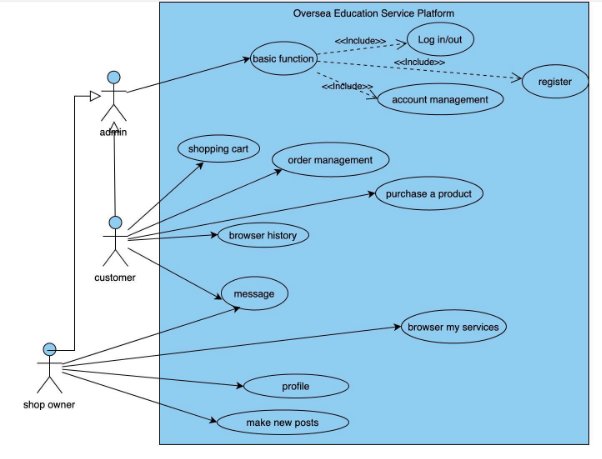 Oversea Education Service Platform
Log in/out
<<Include>>
basic function
<<Include>>
register
<<Include>>
account management
admin
shopping cart
order management
purchase a product
browser history
customer
message
browser my services
profile
shop owner
make new posts